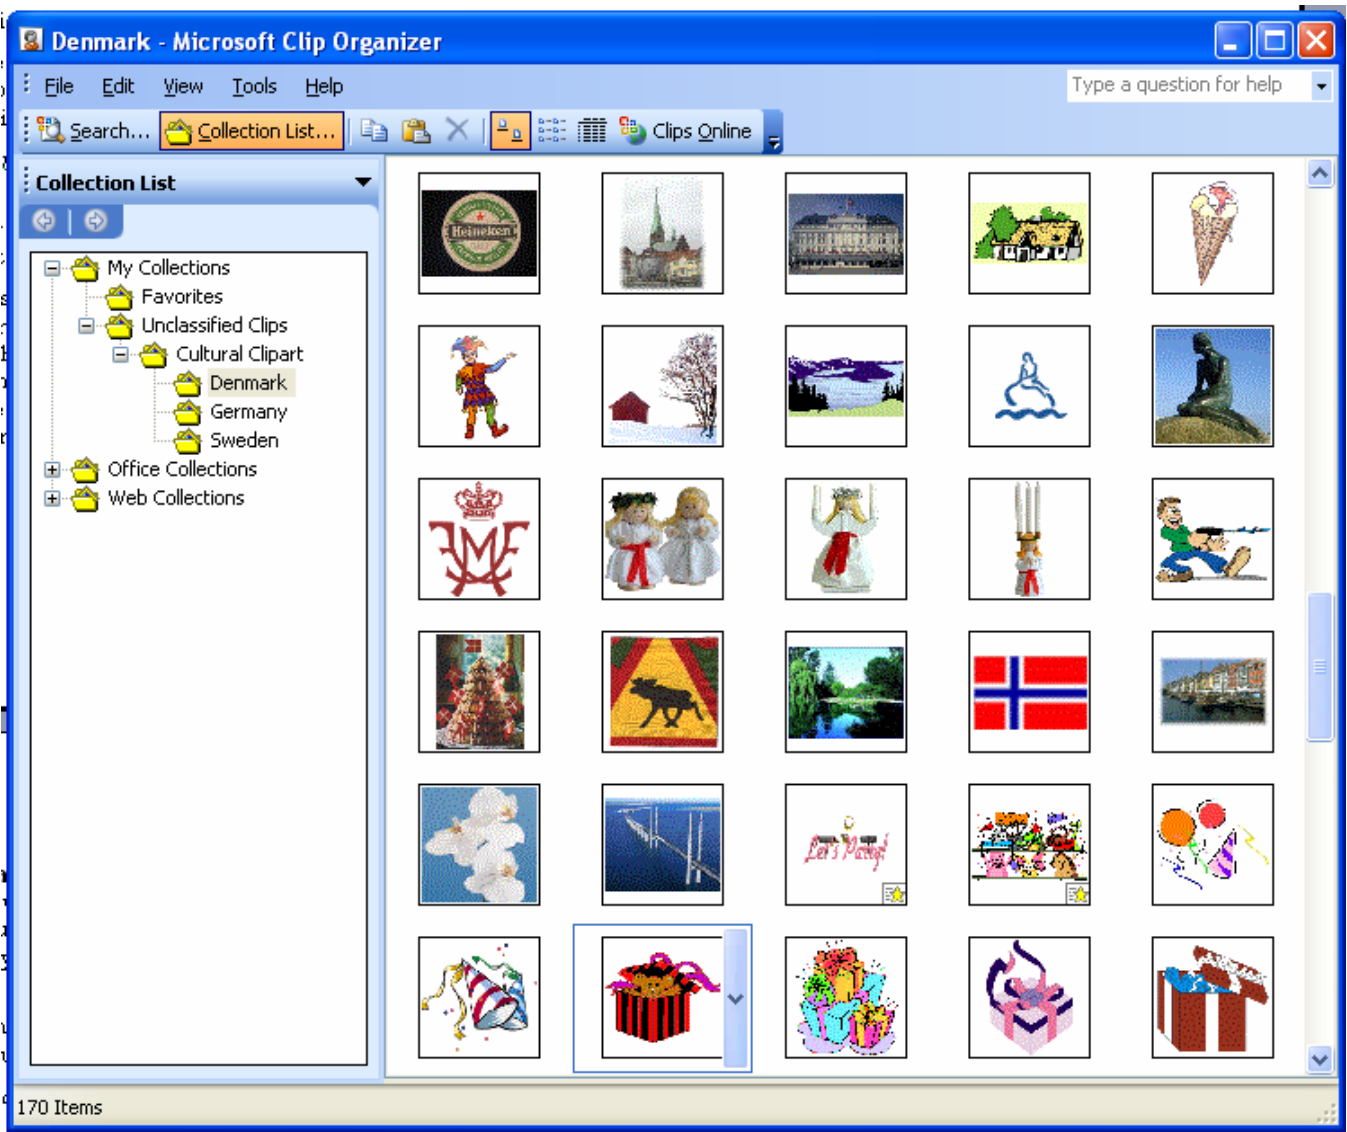 Denmark - Microsoft Clip Organizer
File Edit View Tools Help Type a question for help
Search... Collection List... Clips Online
Collection List
My Collections
Favorites
Unclassified Clips
Cultural Clipart
Denmark
Germany
Sweden
Office Collections
Web Collections
Heineken
Let's Party!
170 Items